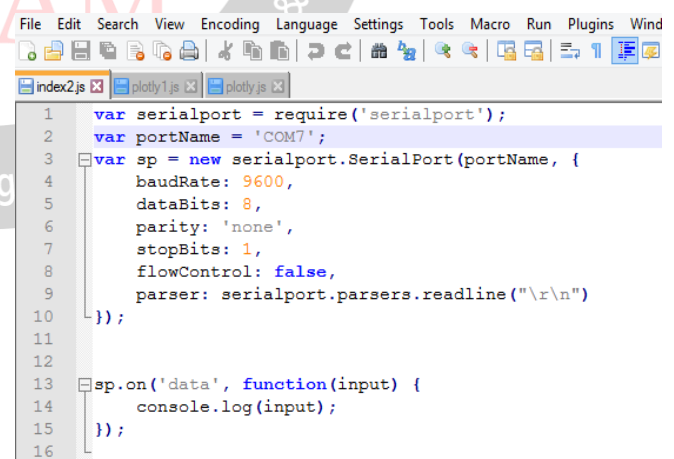 File Edit Search View Encoding Language Settings Tools Macro Run Plugins Wind
index2.js plotly1.js plotly.js
1 var serialport = require('serialport');
2 var portName = 'COM7';
3 var sp = new serialport.SerialPort(portName, {
4     baudRate: 9600,
5     dataBits: 8,
6     parity: 'none',
7     stopBits: 1,
8     flowControl: false,
9     parser: serialport.parsers.readline("\r\n")
10 });
11
12
13 sp.on('data', function(input) {
14     console.log(input);
15 });
16